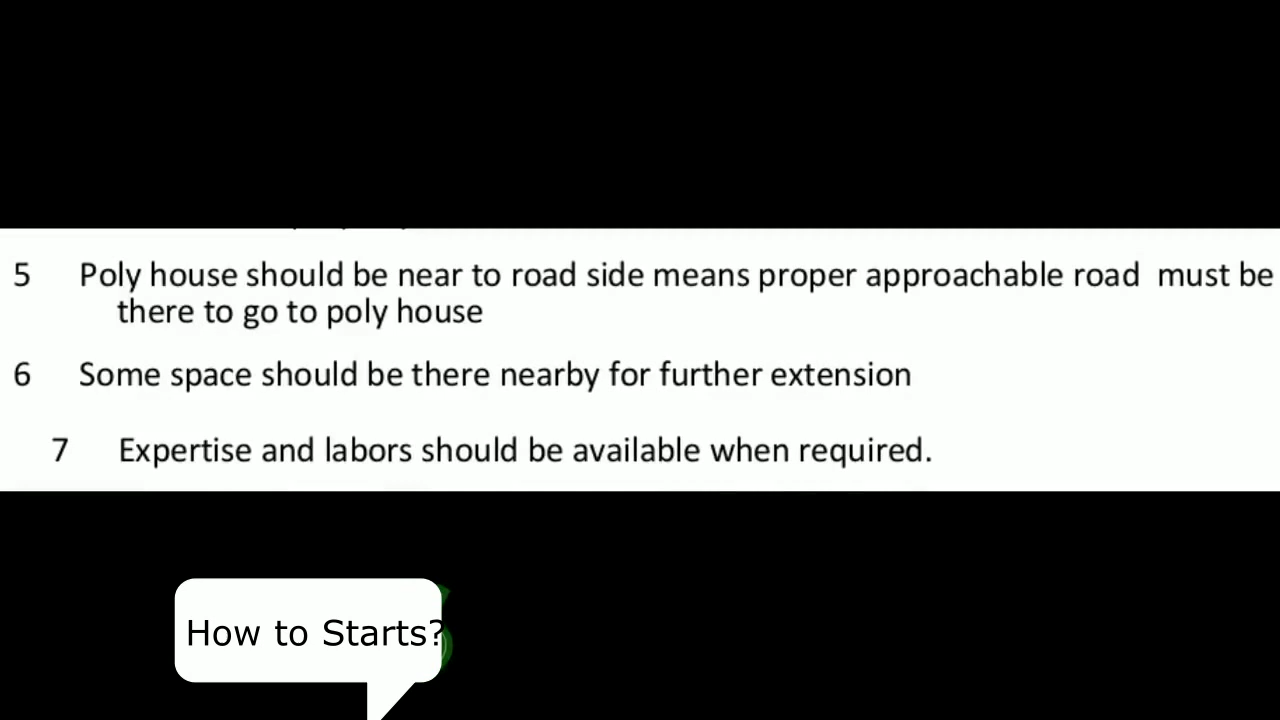 5 Poly house should be near to road side means proper approachable road must be
there to go to poly house
6 Some space should be there nearby for further extension
7 Expertise and labors should be available when required.
How to Starts?